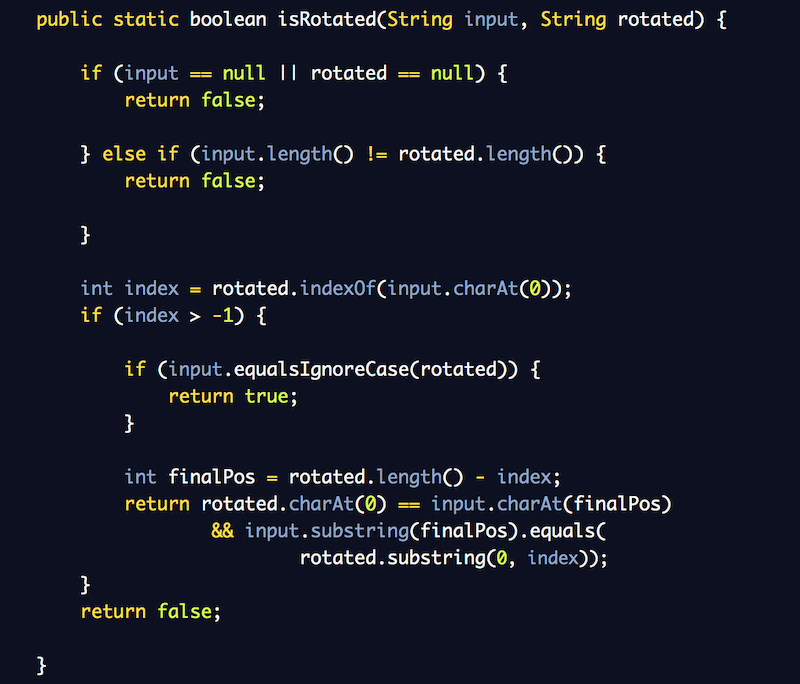 public static boolean isRotated(String input, String rotated) {
if (input == null || rotated == null) {
return false;
} else if (input.length() != rotated.length()) {
return false;
}
int index = rotated.indexOf(input.charAt(0));
if (index > -1) {
if (input.equalsIgnoreCase(rotated)) {
return true;
}
int finalPos = rotated.length() - index;
return rotated.charAt(0) == input.charAt(finalPos)
&& input.substring(finalPos).equals(
rotated.substring(0, index));
}
return false;
}